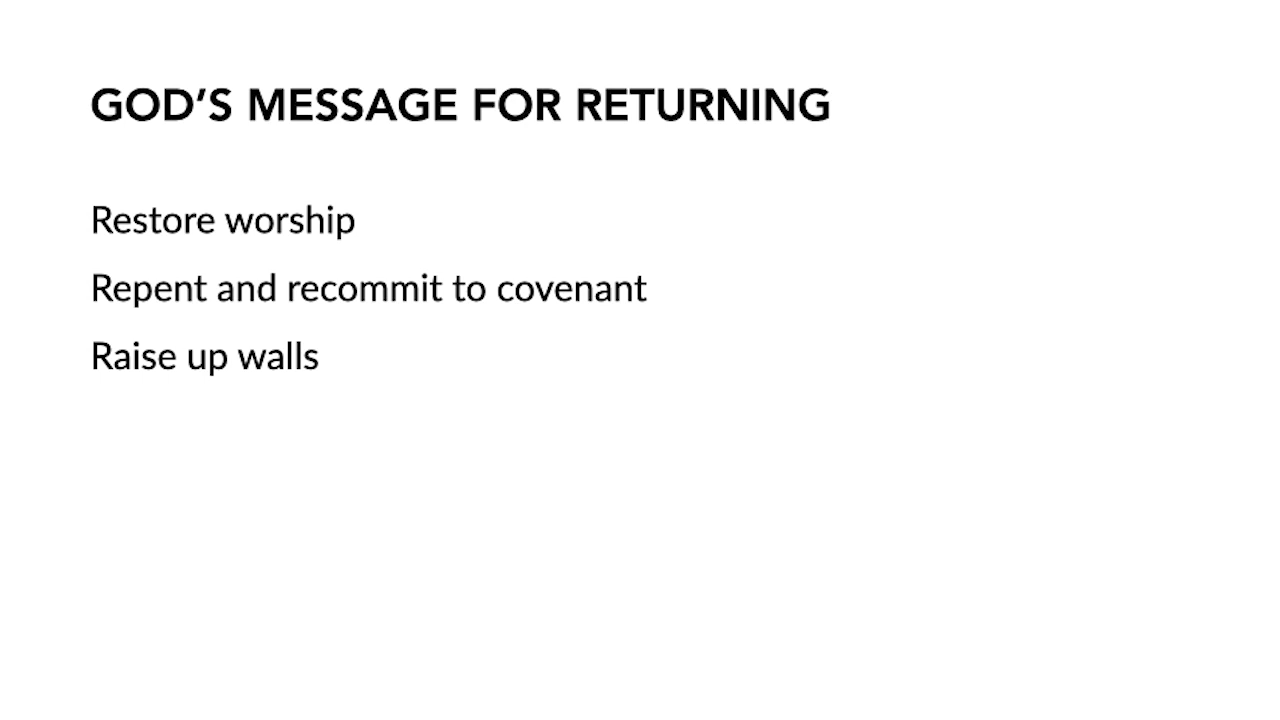 GOD’S MESSAGE FOR RETURNING
Restore worship
Repent and recommit to covenant
Raise up walls